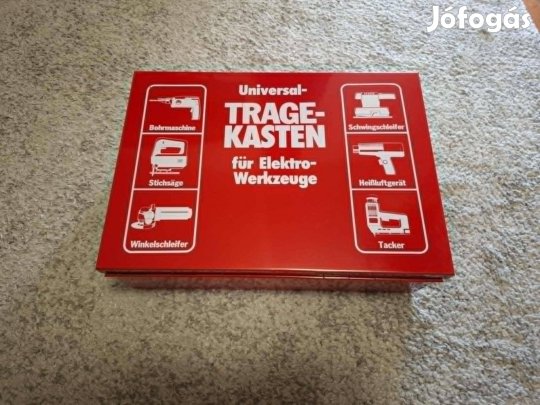 Jófogás
Universal-
TRAGE-
KASTEN
für Elektro-
Werkzeuge
Bohrmaschine
Stichsäge
Winkelschleifer
Schwingschleifer
Heißluftgerät
Tacker